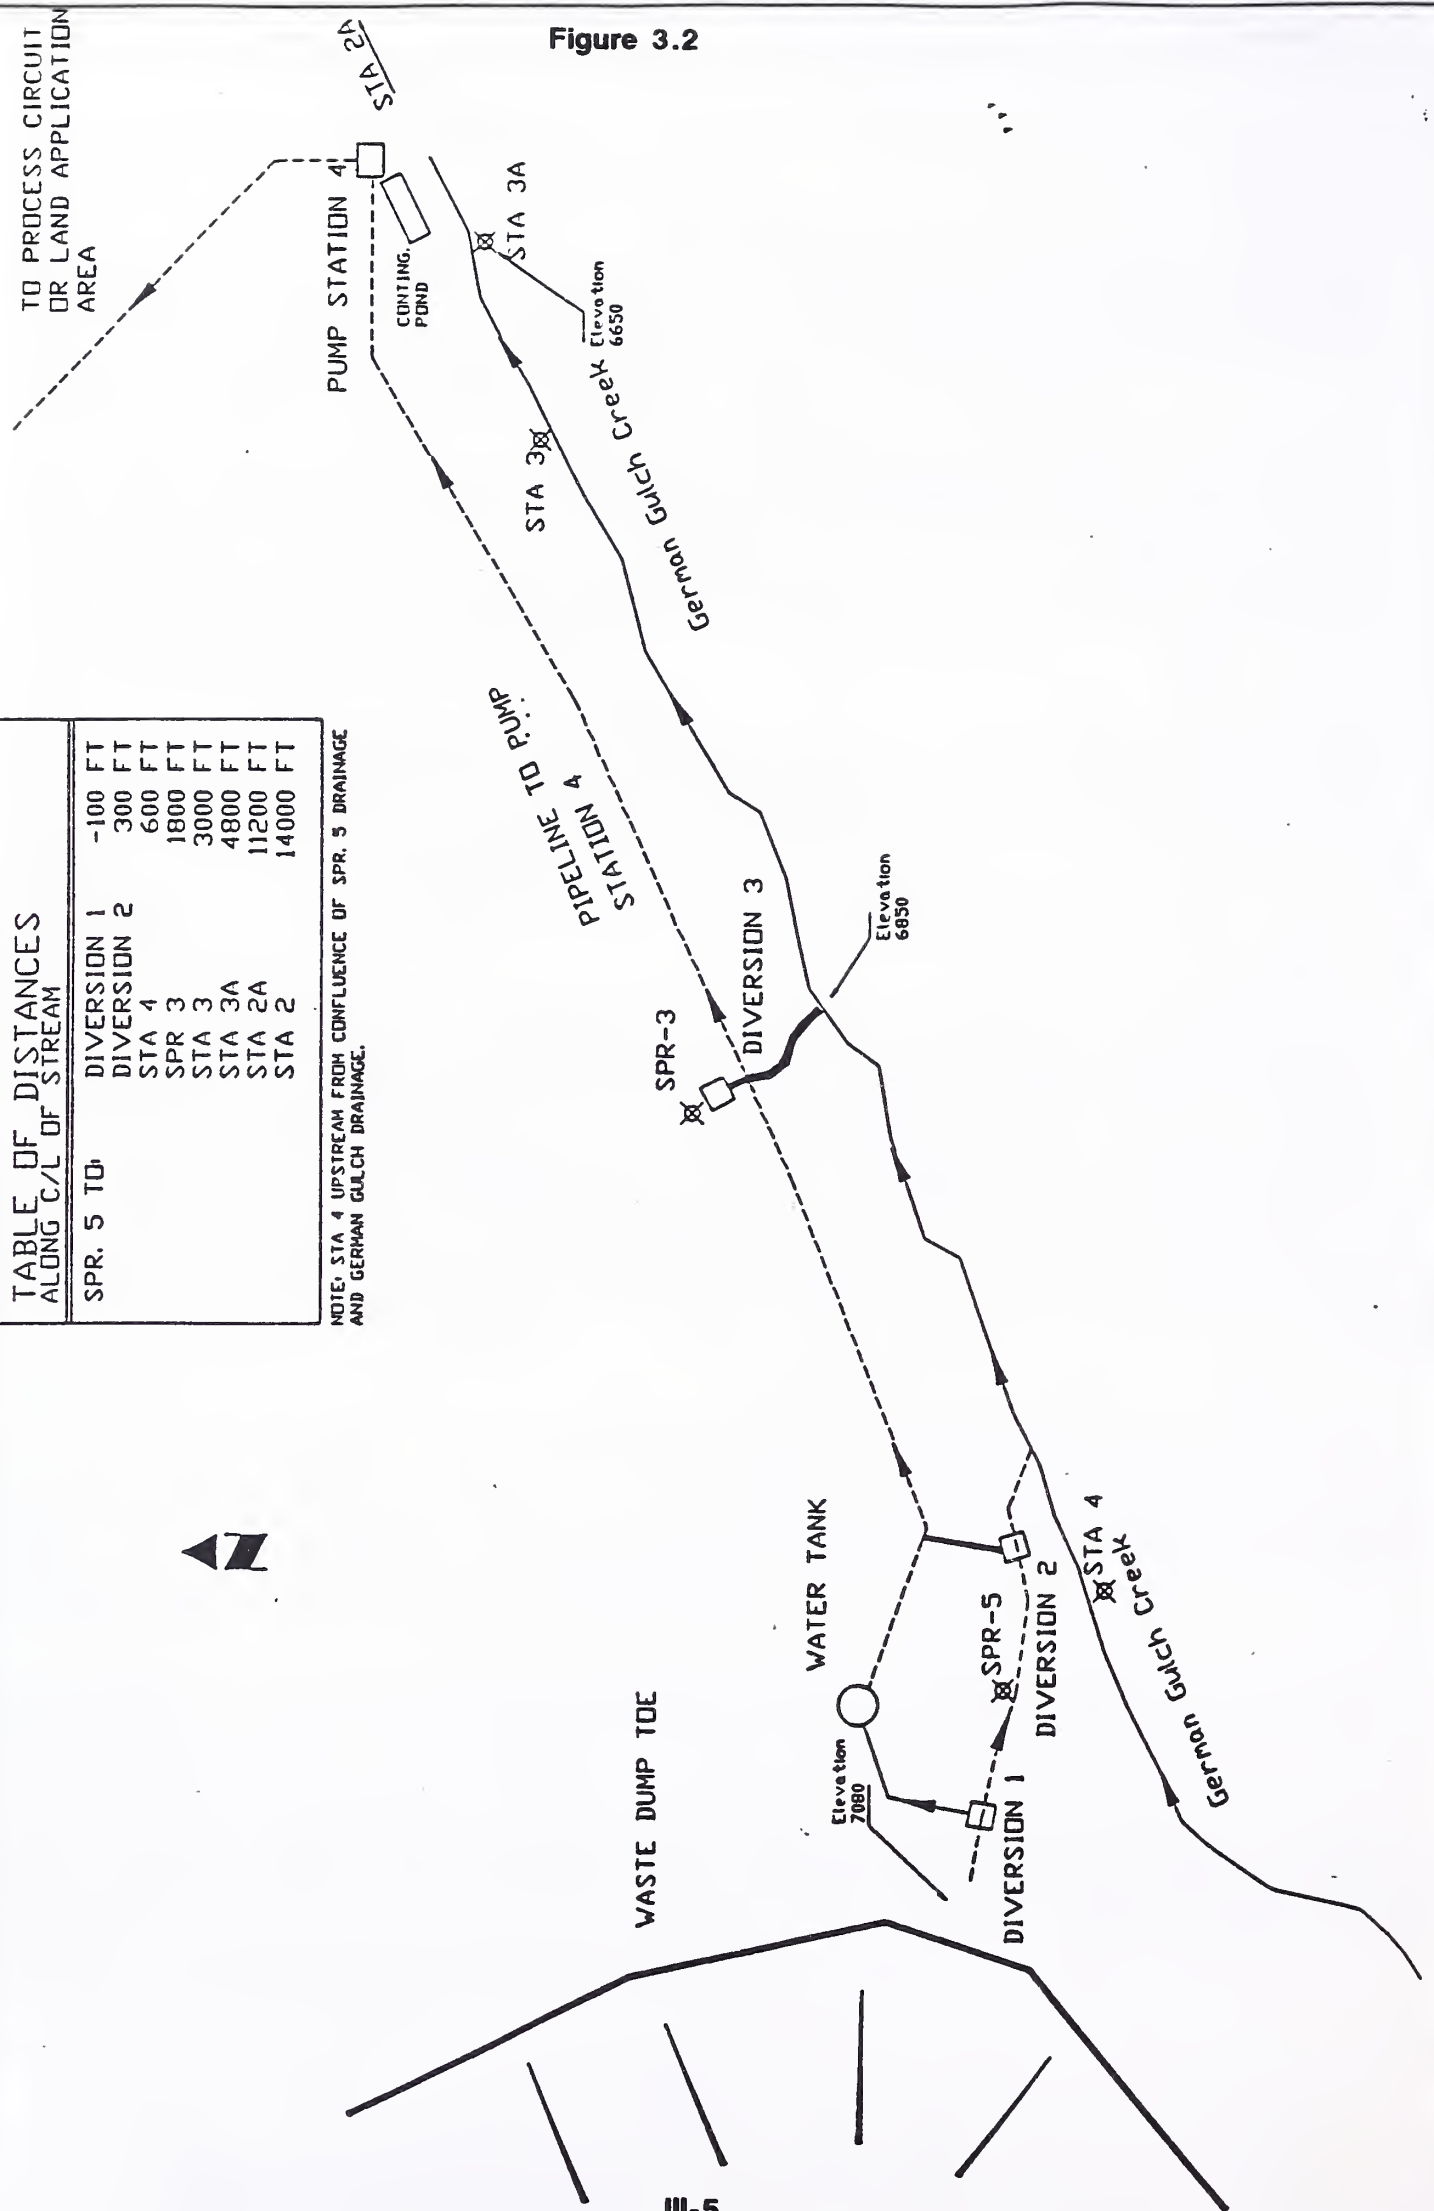 Figure 3.2
TO PROCESS CIRCUIT
OR LAND APPLICATION
AREA
STA 2A
PUMP STATION 4
CONTING.
POND
STA 3A
Elevation
6650
German Gulch Creek
STA 3
TABLE OF DISTANCES
ALONG C/L OF STREAM
SPR. 5 TO: DIVERSION 1 -100 FT
DIVERSION 2 300 FT
STA 4 600 FT
SPR 3 1800 FT
STA 3 3000 FT
STA 3A 4800 FT
STA 2A 11200 FT
STA 2 14000 FT
NOTE: STA 4 UPSTREAM FROM CONFLUENCE OF SPR. 5 DRAINAGE
AND GERMAN GULCH DRAINAGE.
PIPELINE TO PUMP
STATION 4
SPR-3
DIVERSION 3
Elevation
6850
N
WATER TANK
SPR-5
DIVERSION 2
STA 4
German Gulch Creek
WASTE DUMP TOE
Elevation
7080
DIVERSION 1
III-5